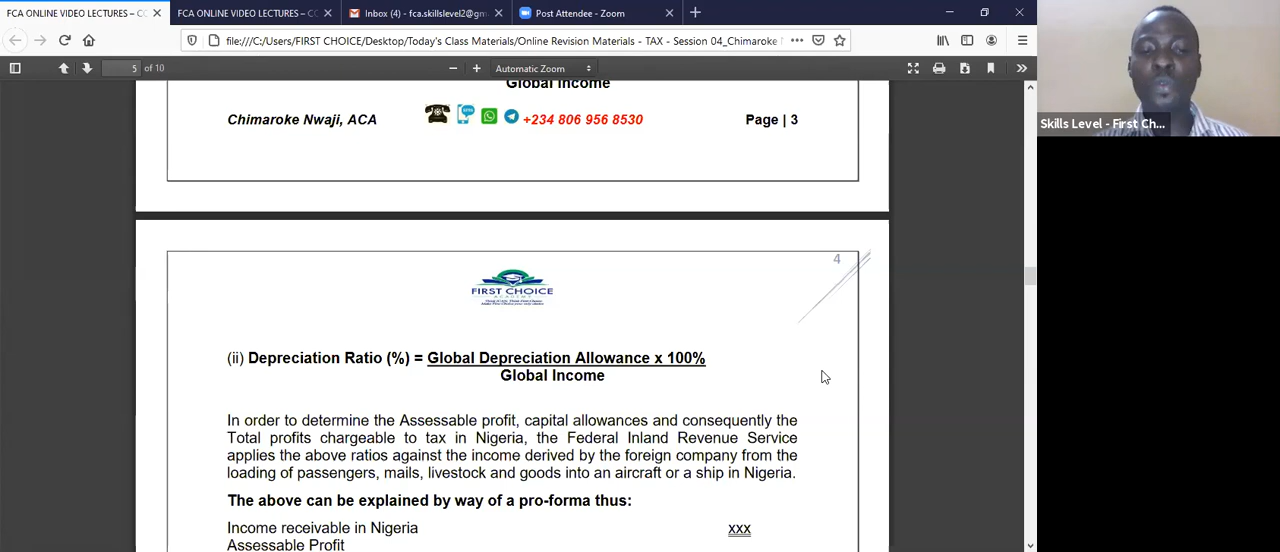 FCA ONLINE VIDEO LECTURES – CC
FCA ONLINE VIDEO LECTURES – CC
Inbox (4) - fca.skillslevel2@gm
Post Attendee - Zoom
file:///C:/Users/FIRST CHOICE/Desktop/Today's Class Materials/Online Revision Materials - TAX - Session 04_Chimaroke
5 of 10
Automatic Zoom
Global Income
Chimaroke Nwaji, ACA
+234 806 956 8530
Page | 3
Skills Level - First Ch...
4
FIRST CHOICE
ACADEMY
(ii) Depreciation Ratio (%) = Global Depreciation Allowance x 100%
Global Income
In order to determine the Assessable profit, capital allowances and consequently the
Total profits chargeable to tax in Nigeria, the Federal Inland Revenue Service
applies the above ratios against the income derived by the foreign company from the
loading of passengers, mails, livestock and goods into an aircraft or a ship in Nigeria.
The above can be explained by way of a pro-forma thus:
Income receivable in Nigeria xxx
Assessable Profit